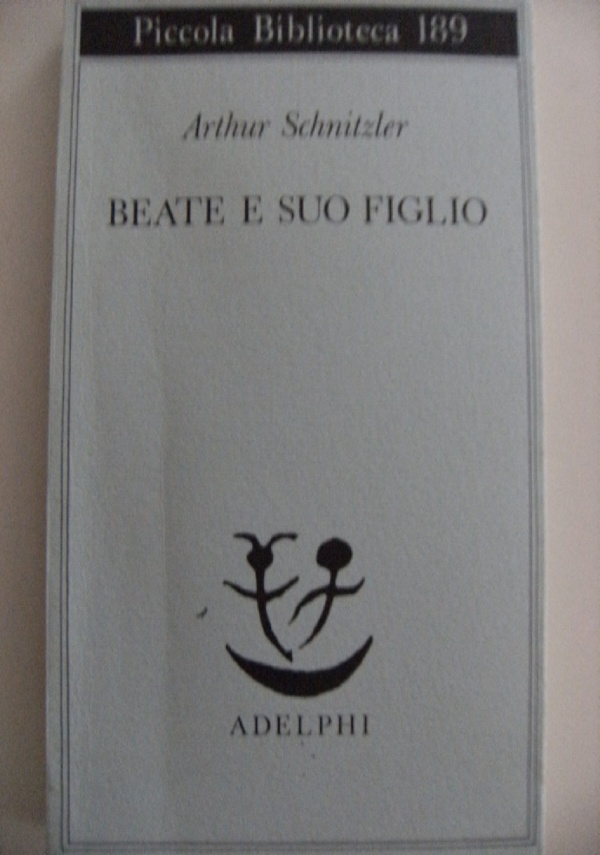 Piccola Biblioteca 189
Arthur Schnitzler
BEATE E SUO FIGLIO
ADELPHI